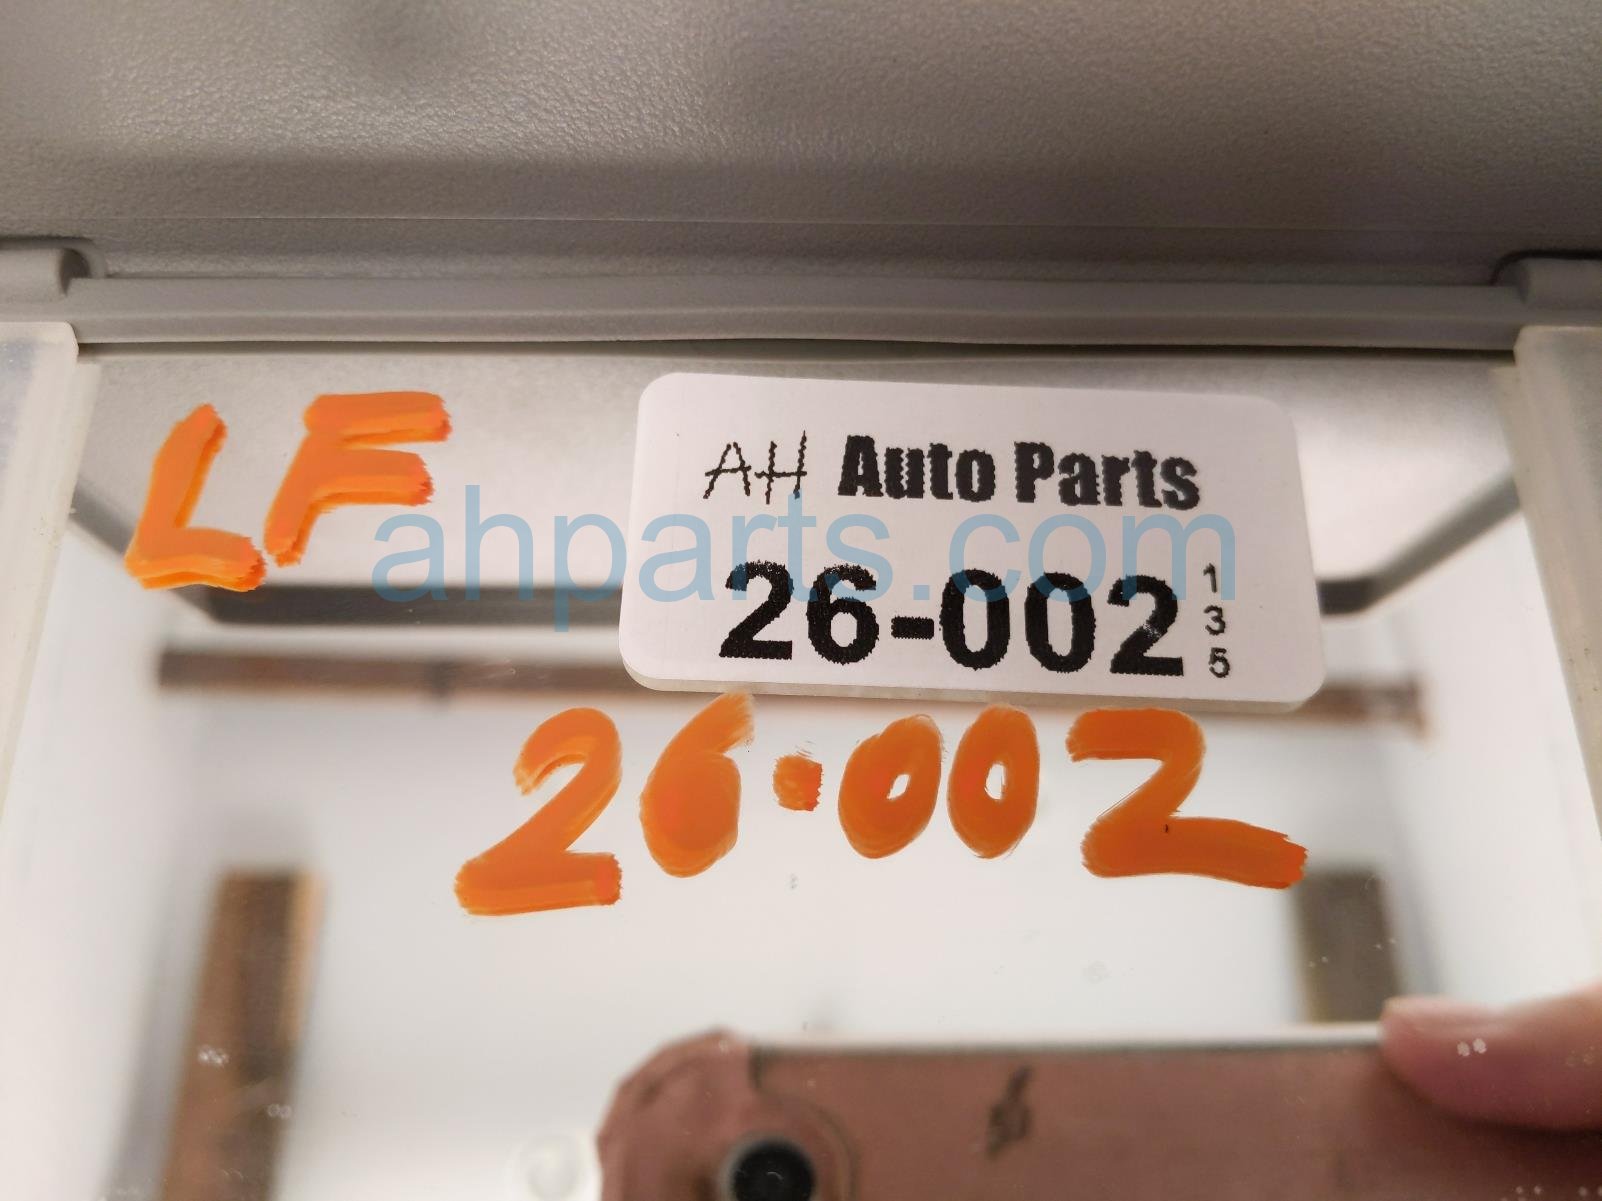 LF
AH Auto Parts
ahparts.com
26-002
1
3
5
26.002